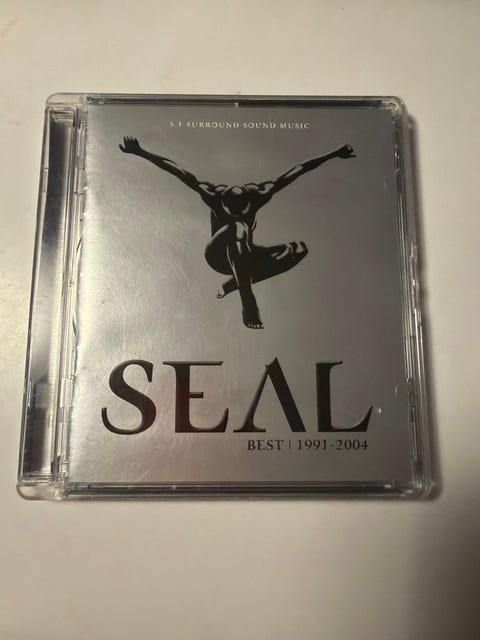 5.1 SURROUND SOUND MUSIC
SEAL
BEST | 1991-2004